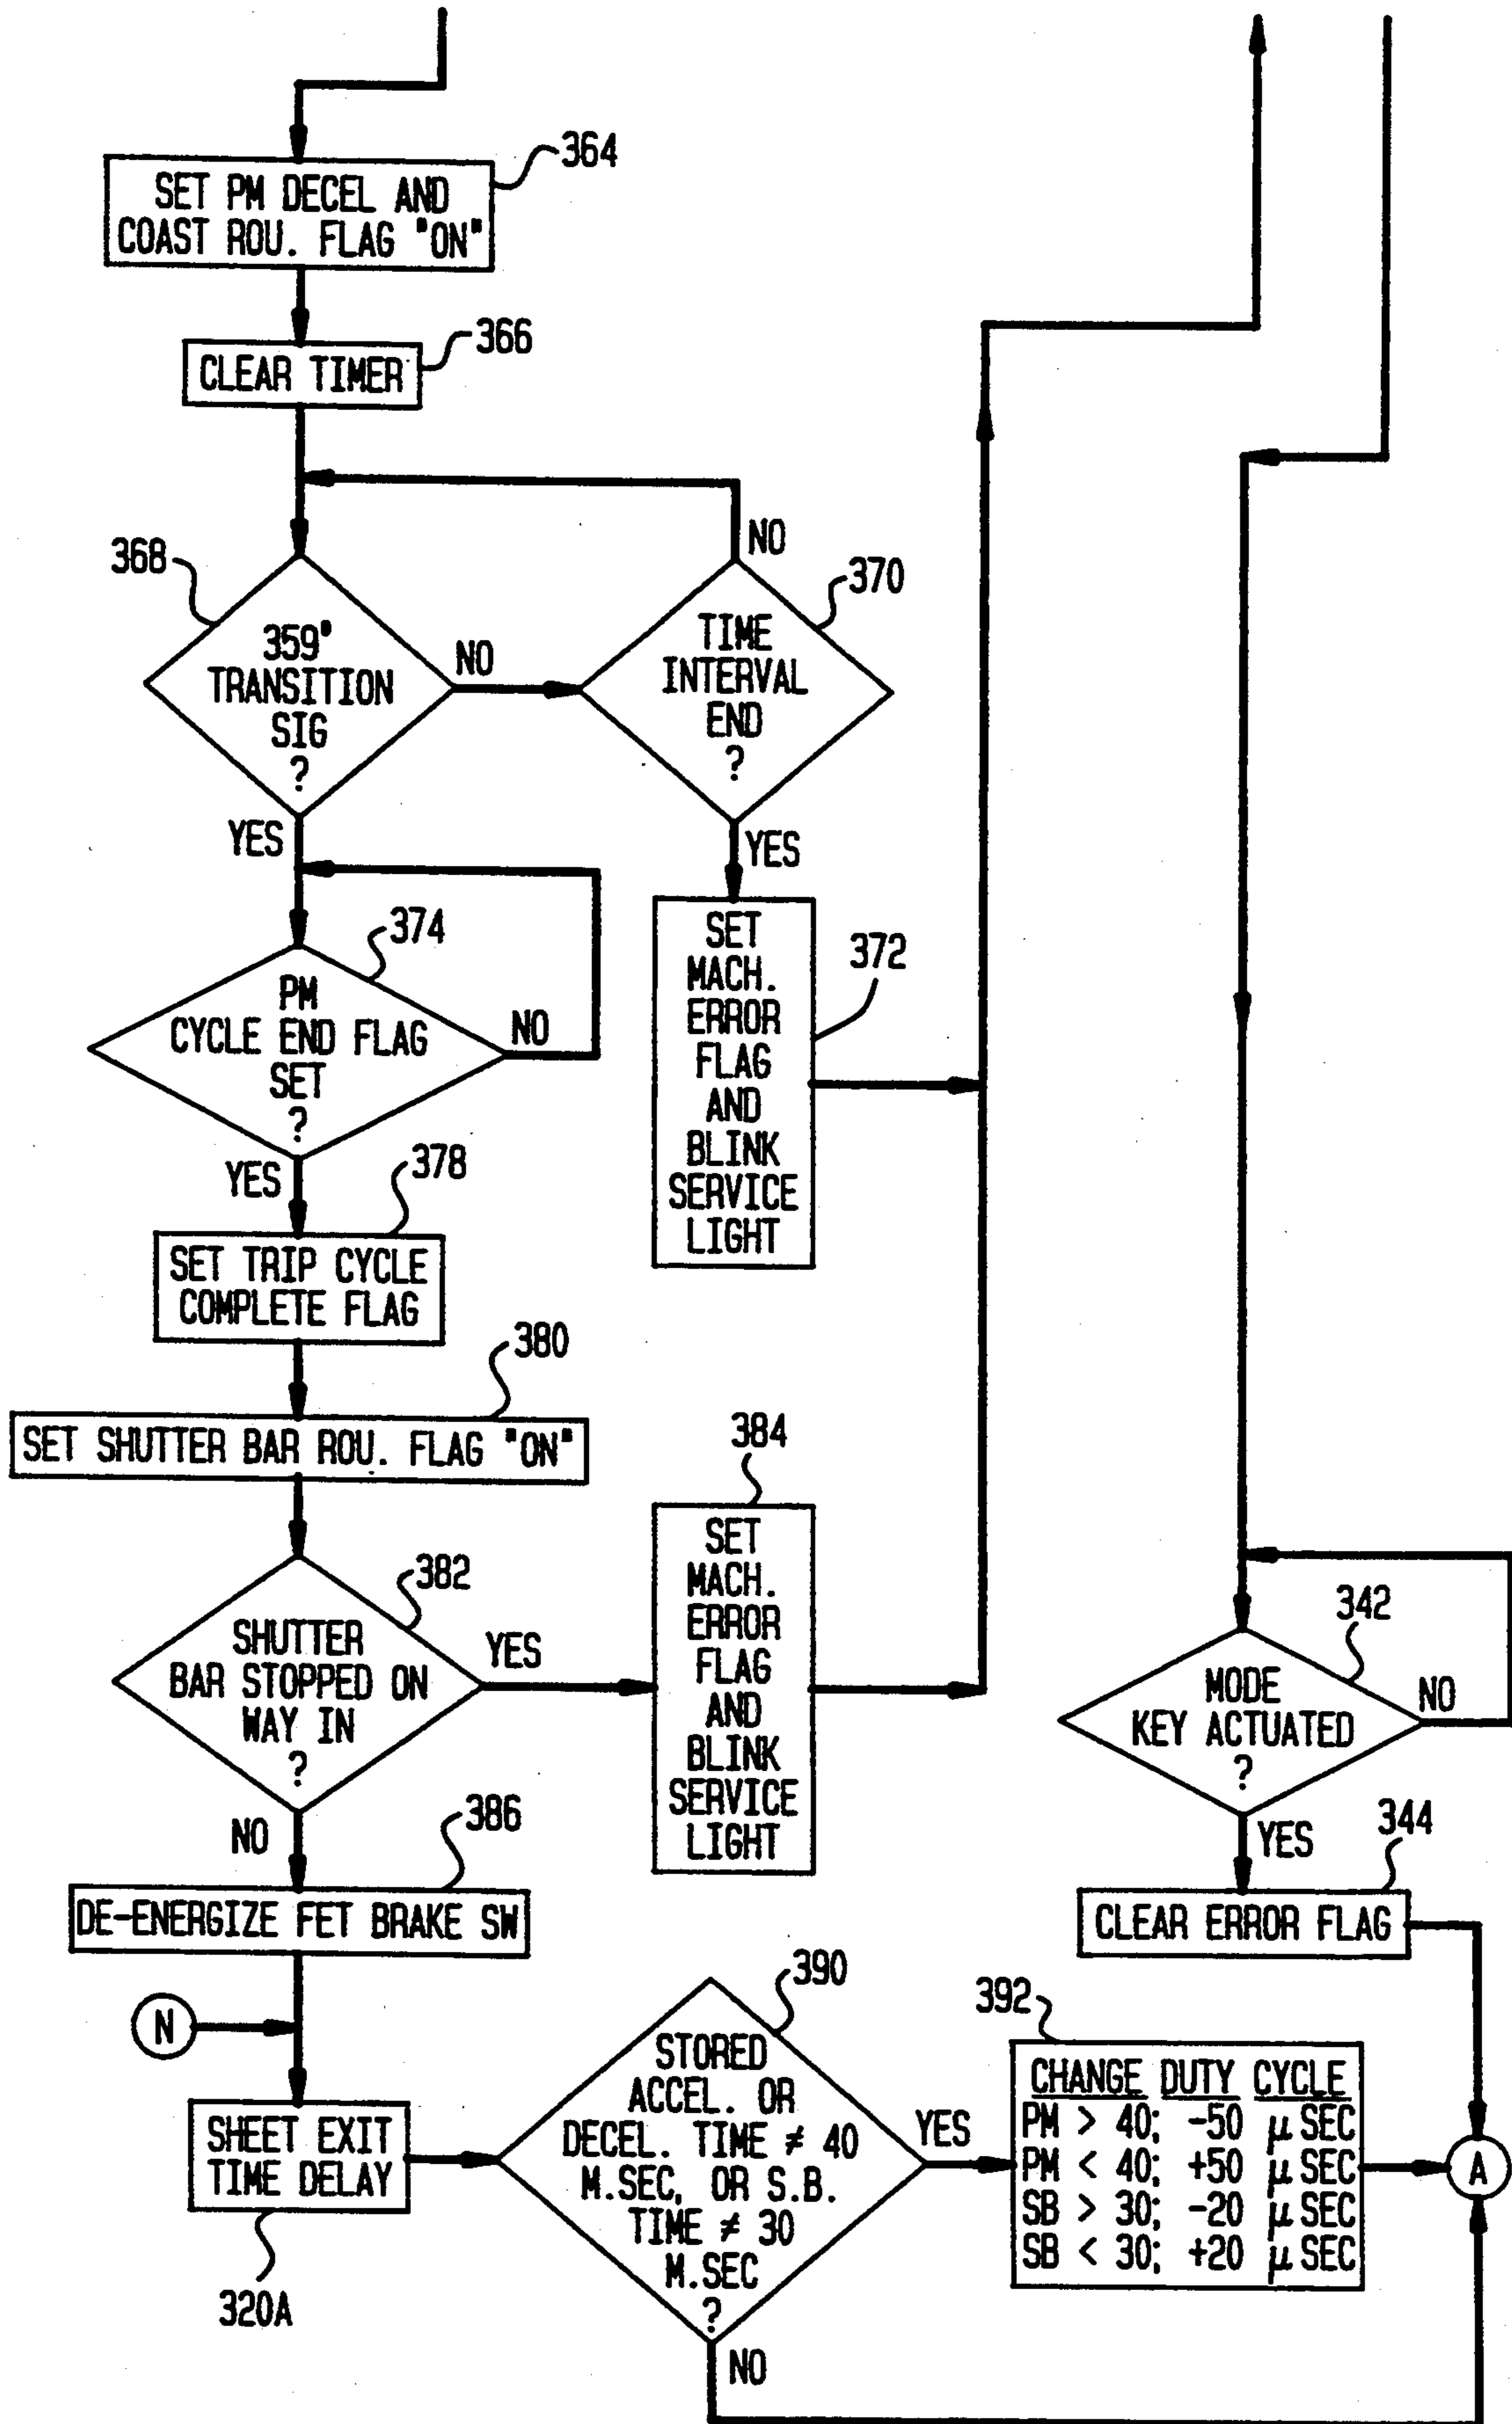 364
SET PM DECEL AND
COAST ROU. FLAG "ON"
366
CLEAR TIMER
368
359°
TRANSITION
SIG
?
NO
YES
370
NO
TIME
INTERVAL
END
?
YES
372
SET
MACH.
ERROR
FLAG
AND
BLINK
SERVICE
LIGHT
374
PM
CYCLE END FLAG
SET
?
NO
YES
378
SET TRIP CYCLE
COMPLETE FLAG
380
SET SHUTTER BAR ROU. FLAG "ON"
382
SHUTTER
BAR STOPPED ON
WAY IN
?
YES
NO
384
SET
MACH.
ERROR
FLAG
AND
BLINK
SERVICE
LIGHT
342
MODE
KEY ACTUATED
?
NO
YES
344
CLEAR ERROR FLAG
386
DE-ENERGIZE FET BRAKE SW
N
SHEET EXIT
TIME DELAY
320A
390
STORED
ACCEL. OR
DECEL. TIME ≠ 40
M.SEC, OR S.B.
TIME ≠ 30
M.SEC
?
YES
NO
392
CHANGE DUTY CYCLE
PM > 40; -50 μ SEC
PM < 40; +50 μ SEC
SB > 30; -20 μ SEC
SB < 30; +20 μ SEC
A